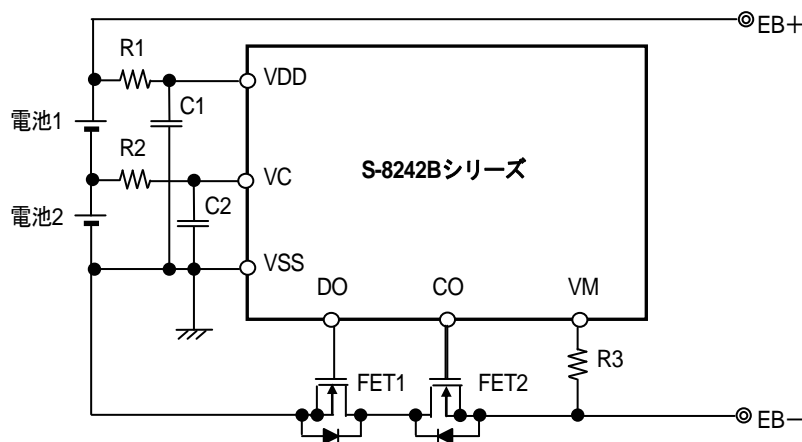 EB＋
R1
VDD
C1
電池1
R2
VC
S-8242Bシリーズ
C2
電池2
VSS
DO
CO
VM
R3
FET1
FET2
EB－